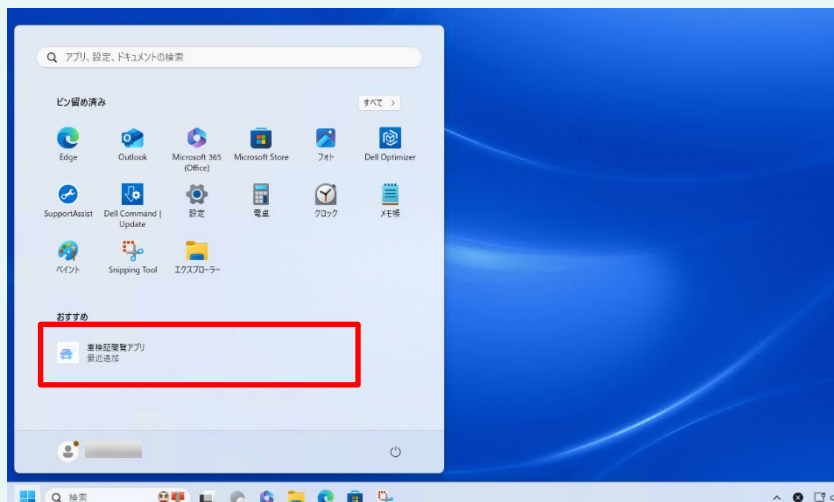 アプリ、設定、ドキュメントの検索
ピン留め済み
すべて
Edge
Outlook
Microsoft 365
(Office)
Microsoft Store
フォト
Dell Optimizer
SupportAssist
Dell Command |
Update
設定
電卓
クロック
メモ帳
ペイント
Snipping Tool
エクスプローラー
おすすめ
車検証閲覧アプリ
最近追加
検索